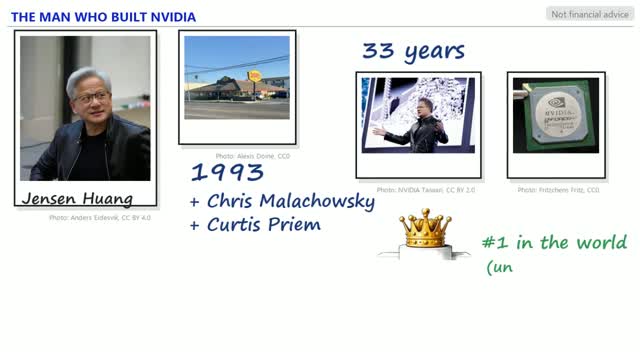 THE MAN WHO BUILT NVIDIA
Not financial advice
Jensen Huang
Photo: Anders Eidesvik, CC BY 4.0
Photo: Alexis Doine, CC0
1993
+ Chris Malachowsky
+ Curtis Priem
33 years
Photo: NVIDIA Taiwan, CC BY 2.0
NVIDIA
Photo: Fritzchens Fritz, CC0
#1 in the world
(un